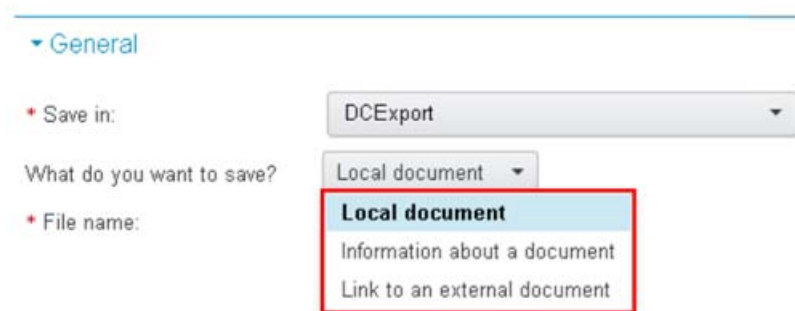 General
* Save in:
DCExport
What do you want to save?
Local document
* File name:
Local document
Information about a document
Link to an external document